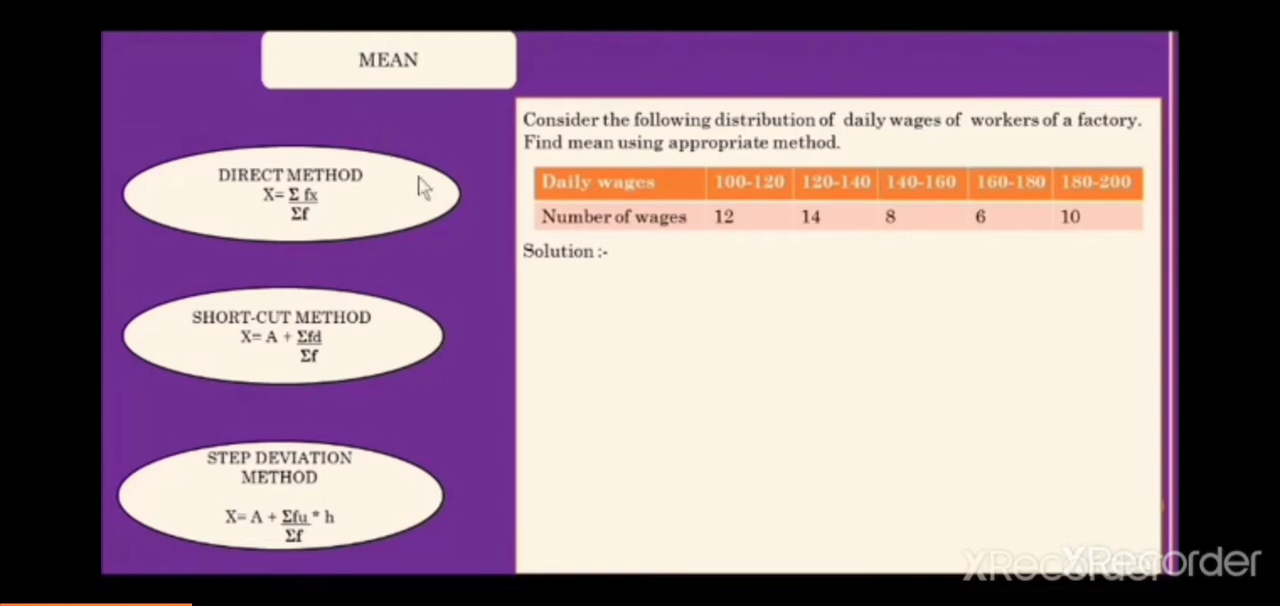 MEAN
DIRECT METHOD
X= Σ fx
Σf
SHORT-CUT METHOD
X= A + Σfd
Σf
STEP DEVIATION
METHOD
X= A + Σfu * h
Σf
Consider the following distribution of daily wages of workers of a factory.
Find mean using appropriate method.
Daily wages 100-120 120-140 140-160 160-180 180-200
Number of wages 12 14 8 6 10
Solution :-
XRecorder
XRecorder